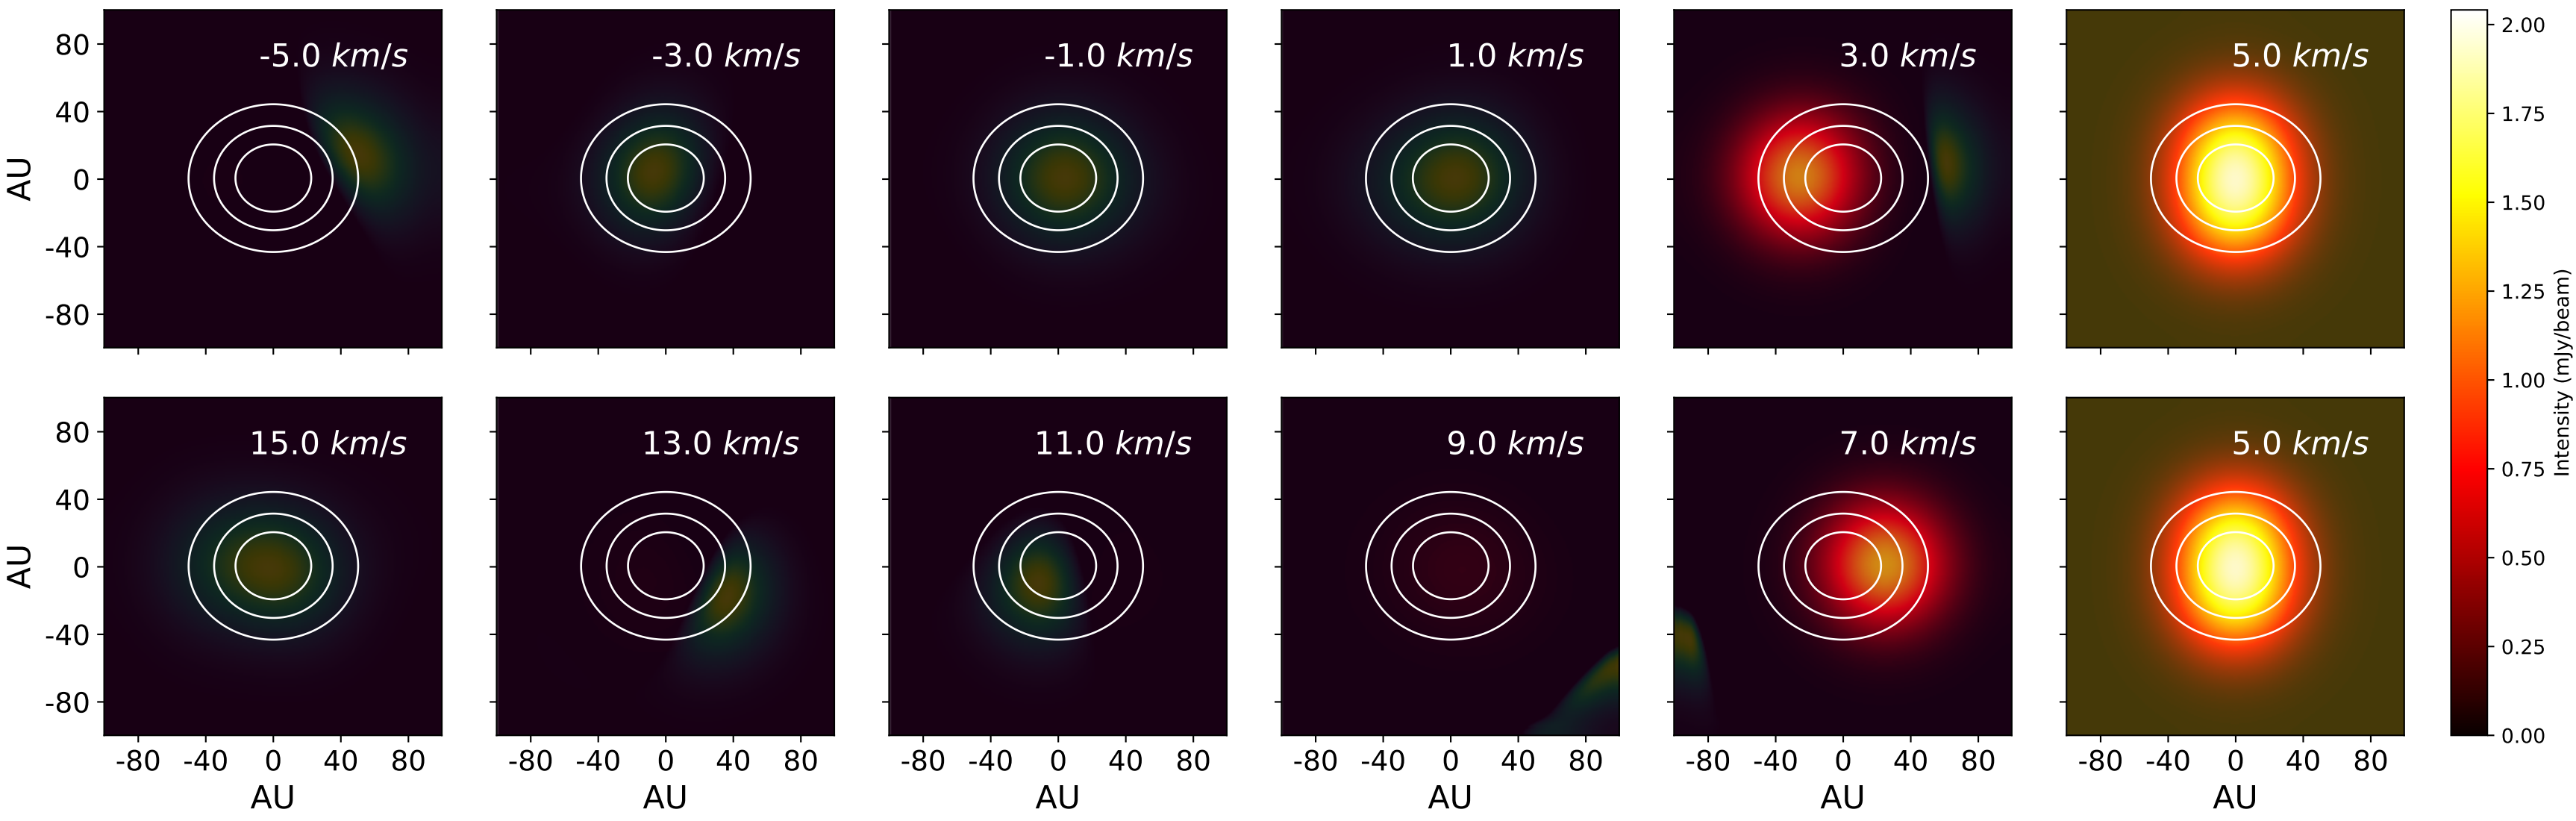 -5.0 km/s
-3.0 km/s
-1.0 km/s
1.0 km/s
3.0 km/s
5.0 km/s
80
40
0
-40
-80
AU
15.0 km/s
13.0 km/s
11.0 km/s
9.0 km/s
7.0 km/s
5.0 km/s
80
40
0
-40
-80
AU
-80 -40 0 40 80
-80 -40 0 40 80
-80 -40 0 40 80
-80 -40 0 40 80
-80 -40 0 40 80
-80 -40 0 40 80
AU
AU
AU
AU
AU
AU
2.00
1.75
1.50
1.25
1.00
0.75
0.50
0.25
0.00
Intensity (mJy/beam)